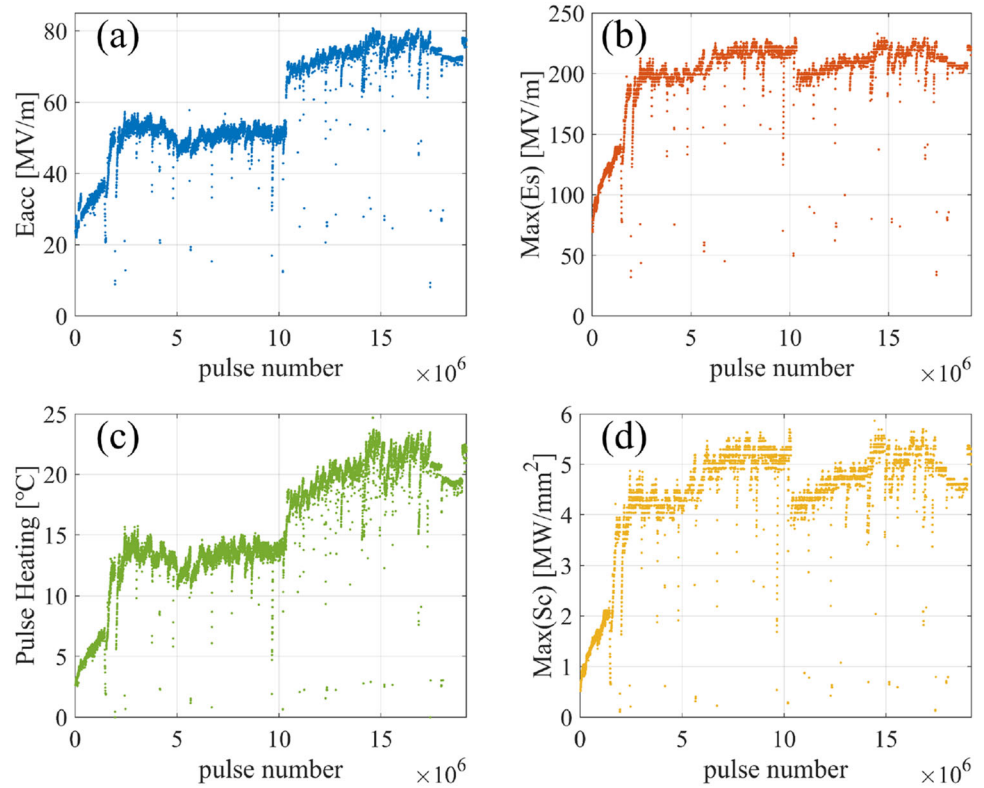 (a)
Eacc [MV/m]
80
60
40
20
0
0 5 10 15
pulse number ×10^6
(b)
Max(Es) [MV/m]
250
200
150
100
50
0
0 5 10 15
pulse number ×10^6
(c)
Pulse Heating [℃]
25
20
15
10
5
0
0 5 10 15
pulse number ×10^6
(d)
Max(Sc) [MW/mm^2]
6
5
4
3
2
1
0
0 5 10 15
pulse number ×10^6